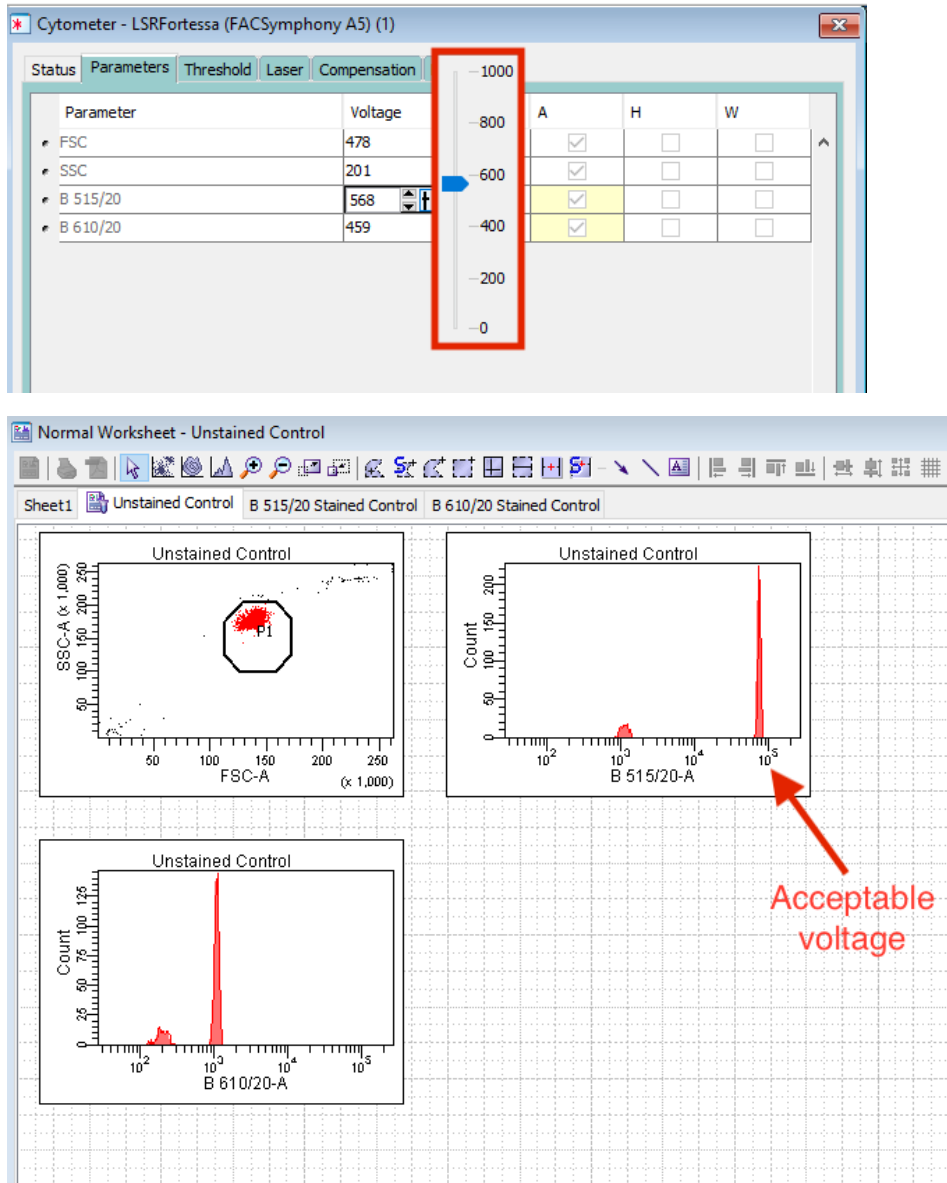 Cytometer - LSRFortessa (FACSymphony A5) (1)
Status Parameters Threshold Laser Compensation
Parameter Voltage A H W
FSC 478
SSC 201
B 515/20 568
B 610/20 459
1000
800
600
400
200
0
Normal Worksheet - Unstained Control
Sheet1 Unstained Control B 515/20 Stained Control B 610/20 Stained Control
Unstained Control
SSC-A (x 1,000)
250
200
150
100
50
P1
50 100 150 200 250
FSC-A
(x 1,000)
Unstained Control
Count
200
150
100
50
0
10² 10³ 10⁴ 10⁵
B 515/20-A
Acceptable
voltage
Unstained Control
Count
125
100
75
50
25
0
10² 10³ 10⁴ 10⁵
B 610/20-A